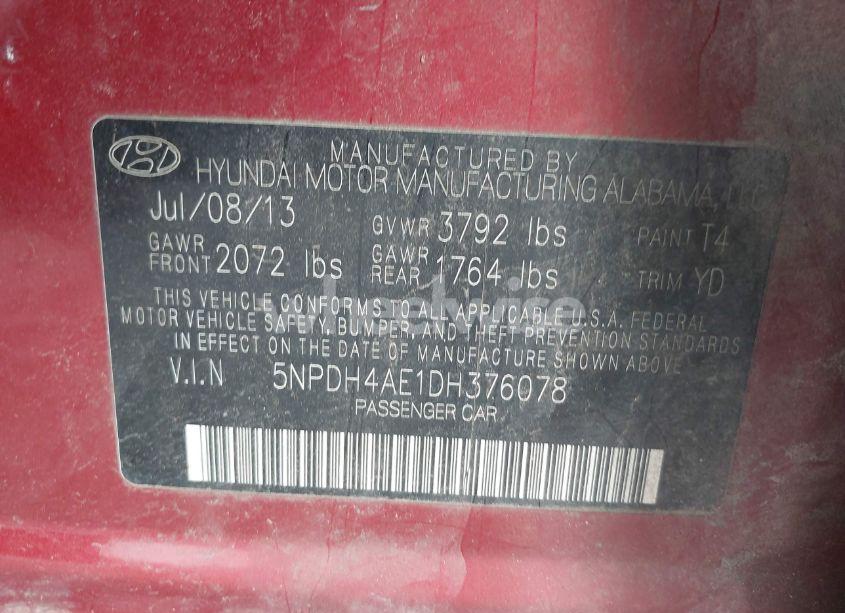 MANUFACTURED BY
HYUNDAI MOTOR MANUFACTURING ALABAMA, LLC
Jul/08/13 GVWR 3792 lbs PAINT T4
GAWR FRONT 2072 lbs GAWR REAR 1764 lbs TRIM YD
THIS VEHICLE CONFORMS TO ALL APPLICABLE U.S.A. FEDERAL
MOTOR VEHICLE SAFETY, BUMPER, AND THEFT PREVENTION STANDARDS
IN EFFECT ON THE DATE OF MANUFACTURE SHOWN ABOVE
V.I.N 5NPDH4AE1DH376078
PASSENGER CAR